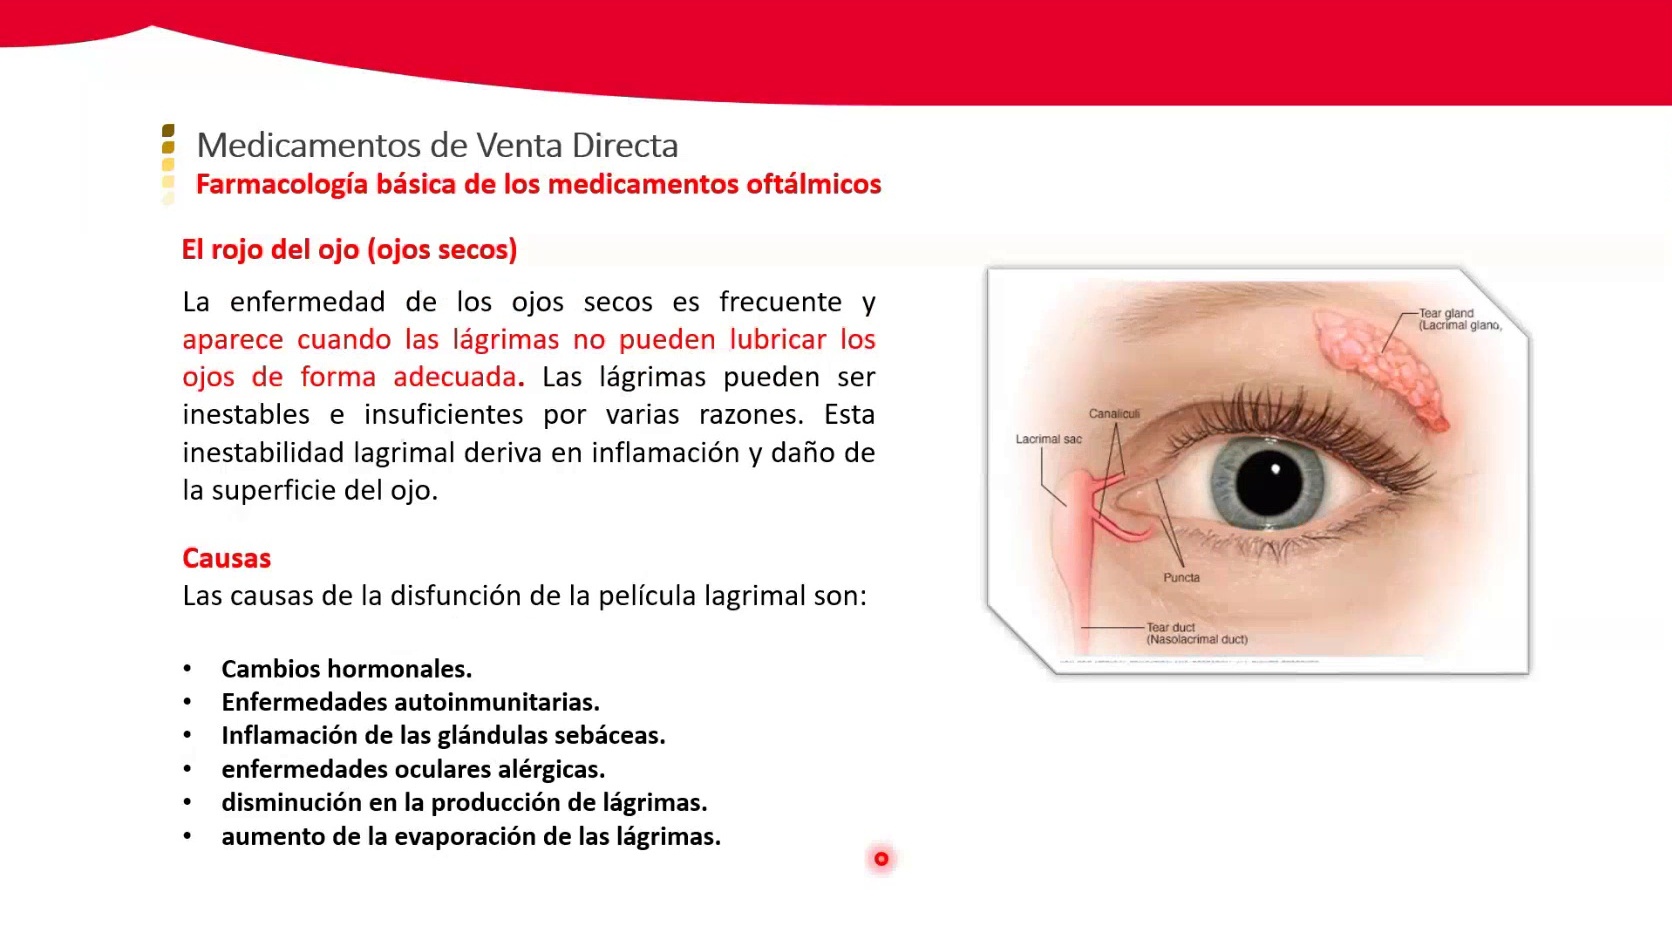 Medicamentos de Venta Directa
Farmacología básica de los medicamentos oftálmicos
El rojo del ojo (ojos secos)
La enfermedad de los ojos secos es frecuente y
aparece cuando las lágrimas no pueden lubricar los
ojos de forma adecuada. Las lágrimas pueden ser
inestables e insuficientes por varias razones. Esta
inestabilidad lagrimal deriva en inflamación y daño de
la superficie del ojo.
Causas
Las causas de la disfunción de la película lagrimal son:
• Cambios hormonales.
• Enfermedades autoinmunitarias.
• Inflamación de las glándulas sebáceas.
• enfermedades oculares alérgicas.
• disminución en la producción de lágrimas.
• aumento de la evaporación de las lágrimas.
Tear gland
(Lacrimal gland,
Canaliculi
Lacrimal sac
Puncta
Tear duct
(Nasolacrimal duct)